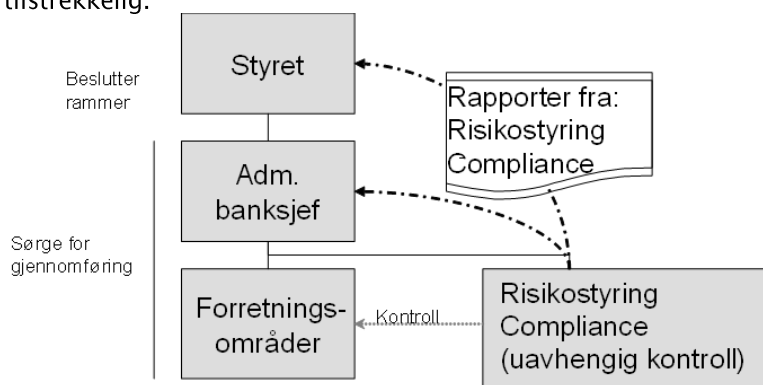 tilstrekkelig.
Styret
Beslutter
rammer
Rapporter fra:
Risikostyring
Compliance
Adm.
banksjef
Sørge for
gjennomføring
Forretnings-
områder
Kontroll
Risikostyring
Compliance
(uavhengig kontroll)